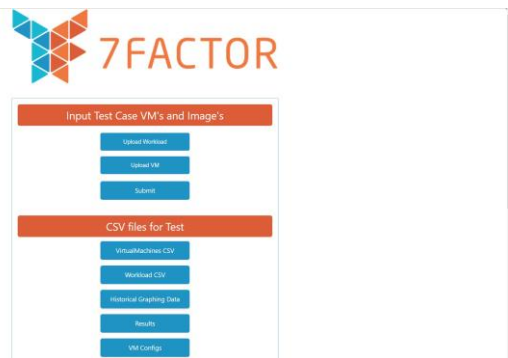 7FACTOR
Input Test Case VM's and Image's
Upload Workload
Upload VM
Submit
CSV files for Test
VirtualMachines CSV
Workload CSV
Historical Graphing Data
Results
VM Configs